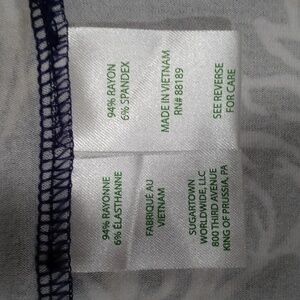 94% RAYON
6% SPANDEX
MADE IN VIETNAM
RN# 88189
SEE REVERSE
FOR CARE
94% RAYONNE
6% ÉLASTHANNE
FABRIQUE AU
VIETNAM
SUGARTOWN
WORLDWIDE, LLC
800 THIRD AVENUE
KING OF PRUSSIA, PA